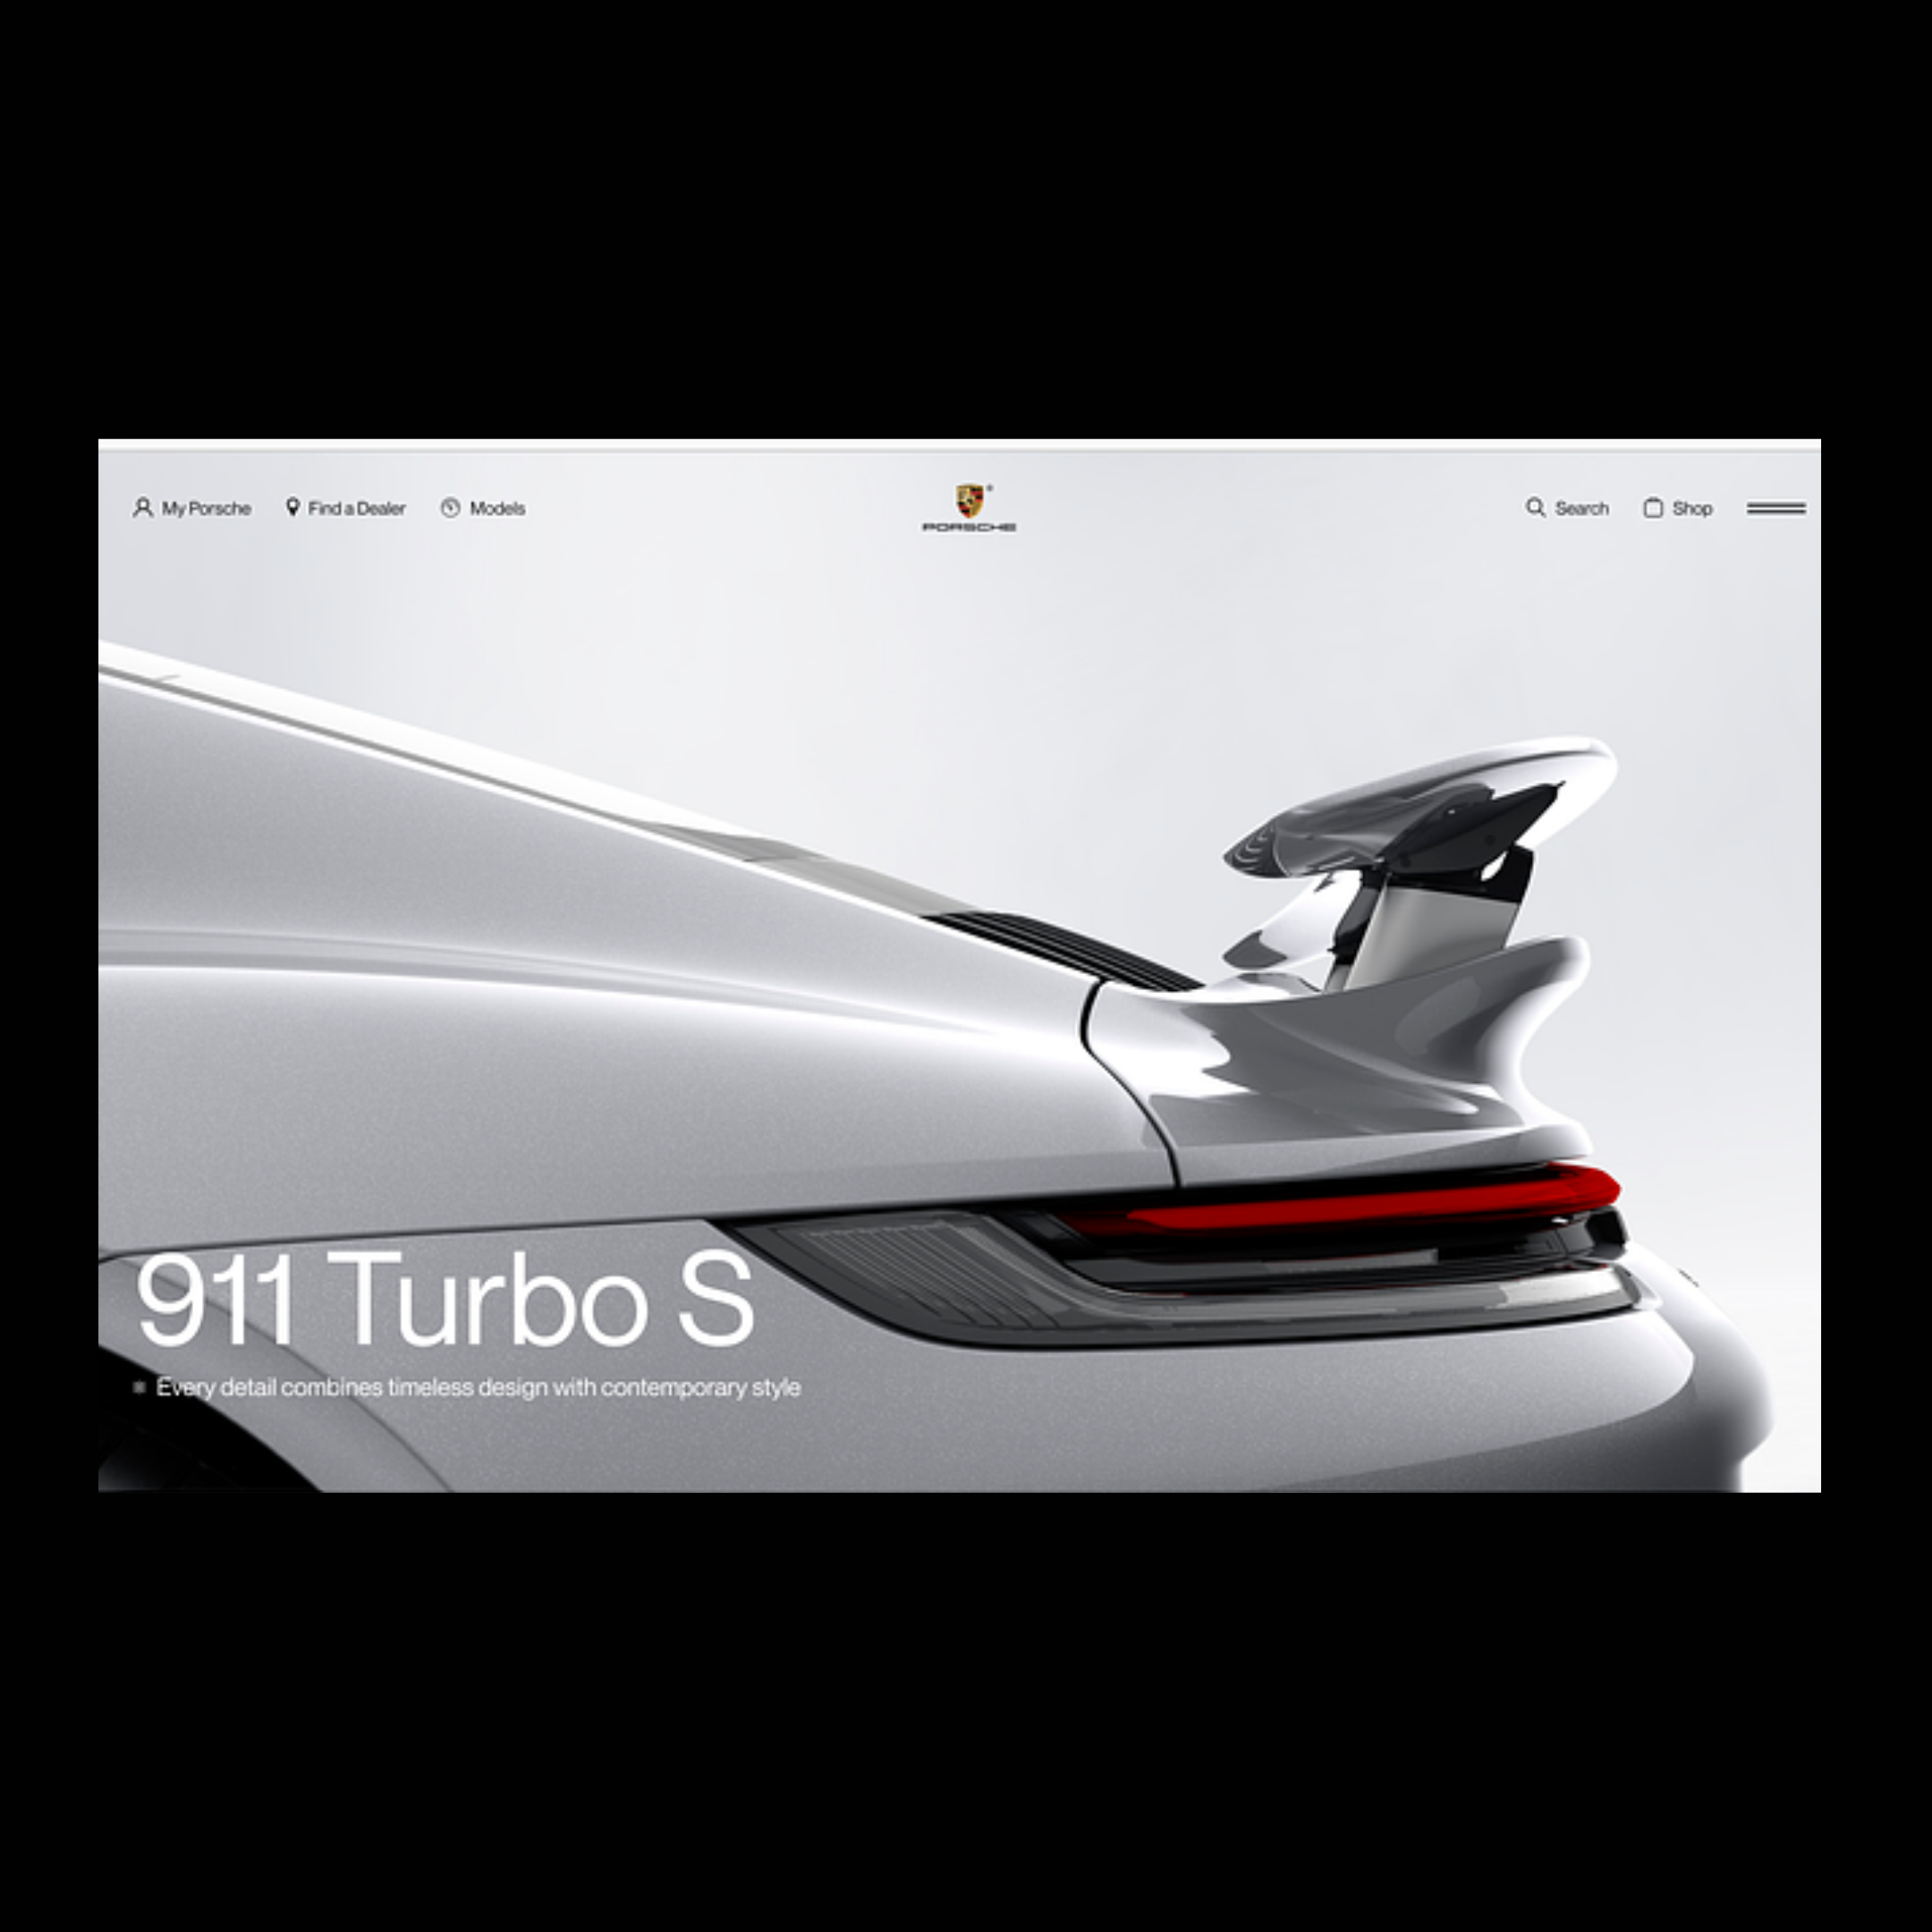 My Porsche
Find a Dealer
Models
PORSCHE
Search
Shop
911 Turbo S
Every detail combines timeless design with contemporary style